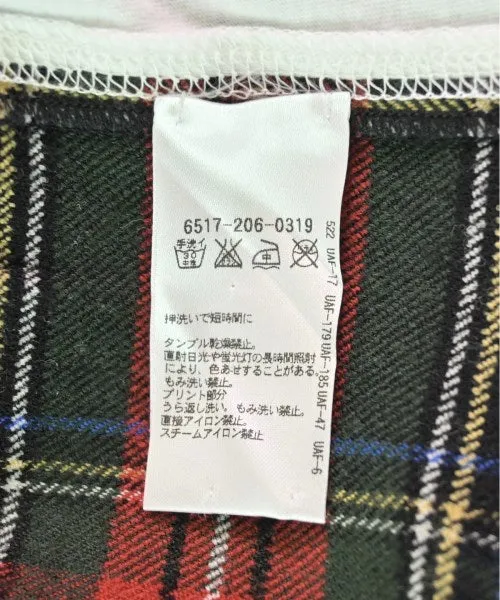 6517-206-0319
手洗イ
30
中性
中
押洗いで短時間に
タンブル乾燥禁止。
直射日光や蛍光灯の長時間照射
により、色あせすることがある。
もみ洗い禁止。
プリント部分
うら返し洗い。もみ洗い禁止。
直接アイロン禁止。
スチームアイロン禁止
522 UAF-17 UAF-179 UAF-185 UAF-47 UAF-6